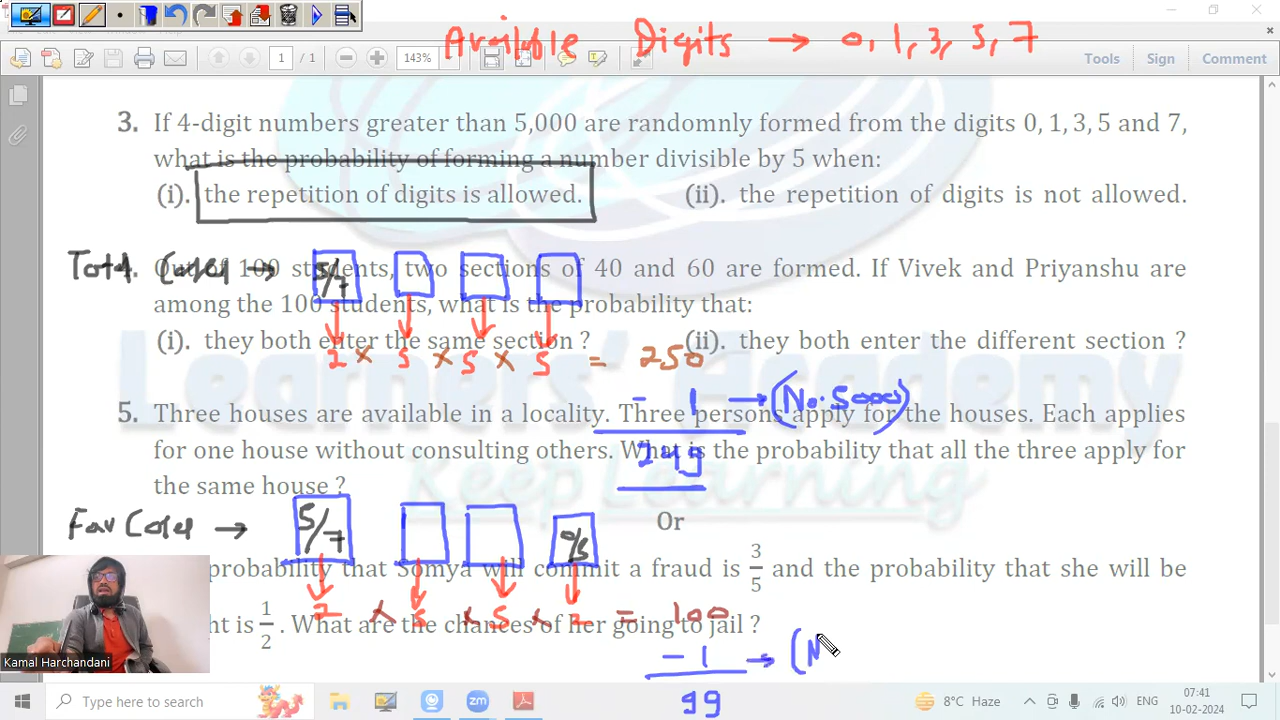 Available Digits → 0, 1, 3, 5, 7
1 / 1
143%
Tools
Sign
Comment
3. If 4-digit numbers greater than 5,000 are randomnly formed from the digits 0, 1, 3, 5 and 7,
what is the probability of forming a number divisible by 5 when:
(i). the repetition of digits is allowed. (ii). the repetition of digits is not allowed.
Total Cases → 5/7
Out of 100 students, two sections of 40 and 60 are formed. If Vivek and Priyanshu are
among the 100 students, what is the probability that:
(i). they both enter the same section ? (ii). they both enter the different section ?
2 × 5 × 5 × 5 = 250
- 1 → (No. 5000)
5. Three houses are available in a locality. Three persons apply for the houses. Each applies
for one house without consulting others. What is the probability that all the three apply for
249
the same house ?
Or
Fav Cases → 5/7 0/5
probability that Somya will commit a fraud is 3/5 and the probability that she will be
2 × 5 × 5 × 2 = 100
ht is 1/2 . What are the chances of her going to jail ?
- 1 → (N
99
Learners' Academy
Keep Learning
Kamal Harchandani
Search
zm
8°C Haze
ENG
07:41
10-02-2024